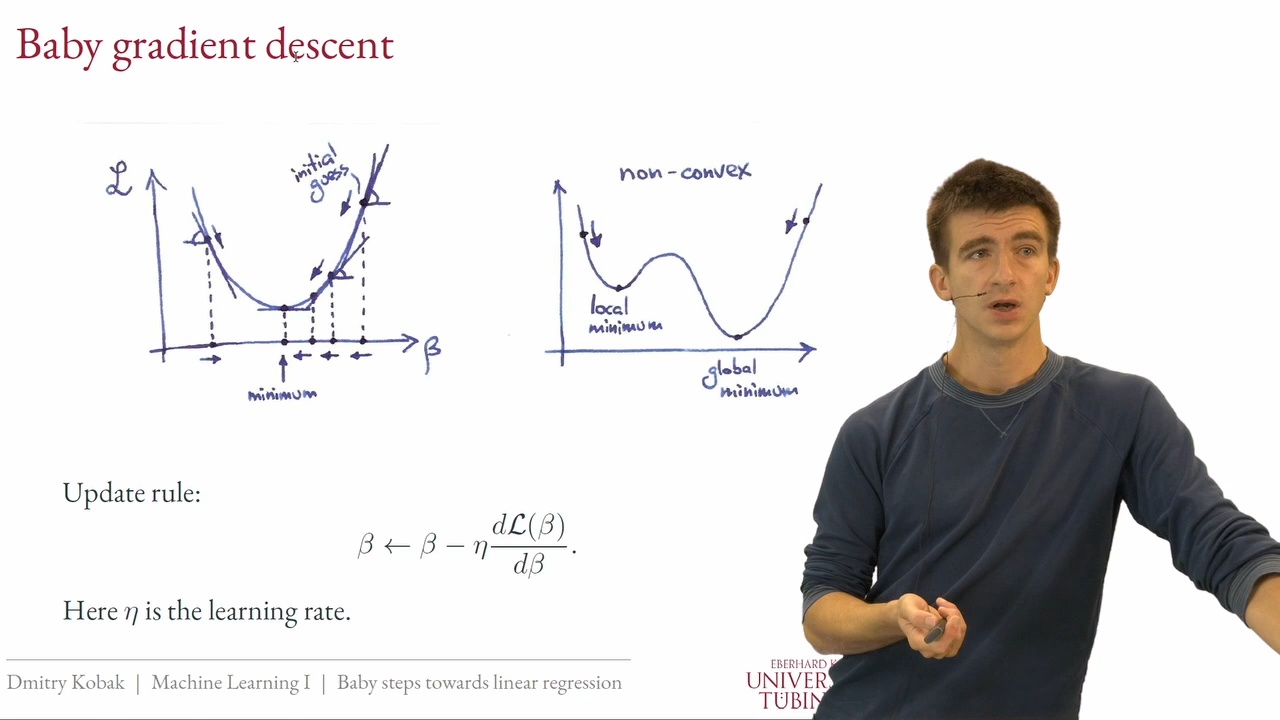 Baby gradient descent
ℒ
initial
guess
β
minimum
non-convex
local
minimum
global
minimum
Update rule:
β ← β − η dℒ(β)/dβ.
Here η is the learning rate.
Dmitry Kobak | Machine Learning I | Baby steps towards linear regression
EBERHARD K
UNIVER
TÜBIN